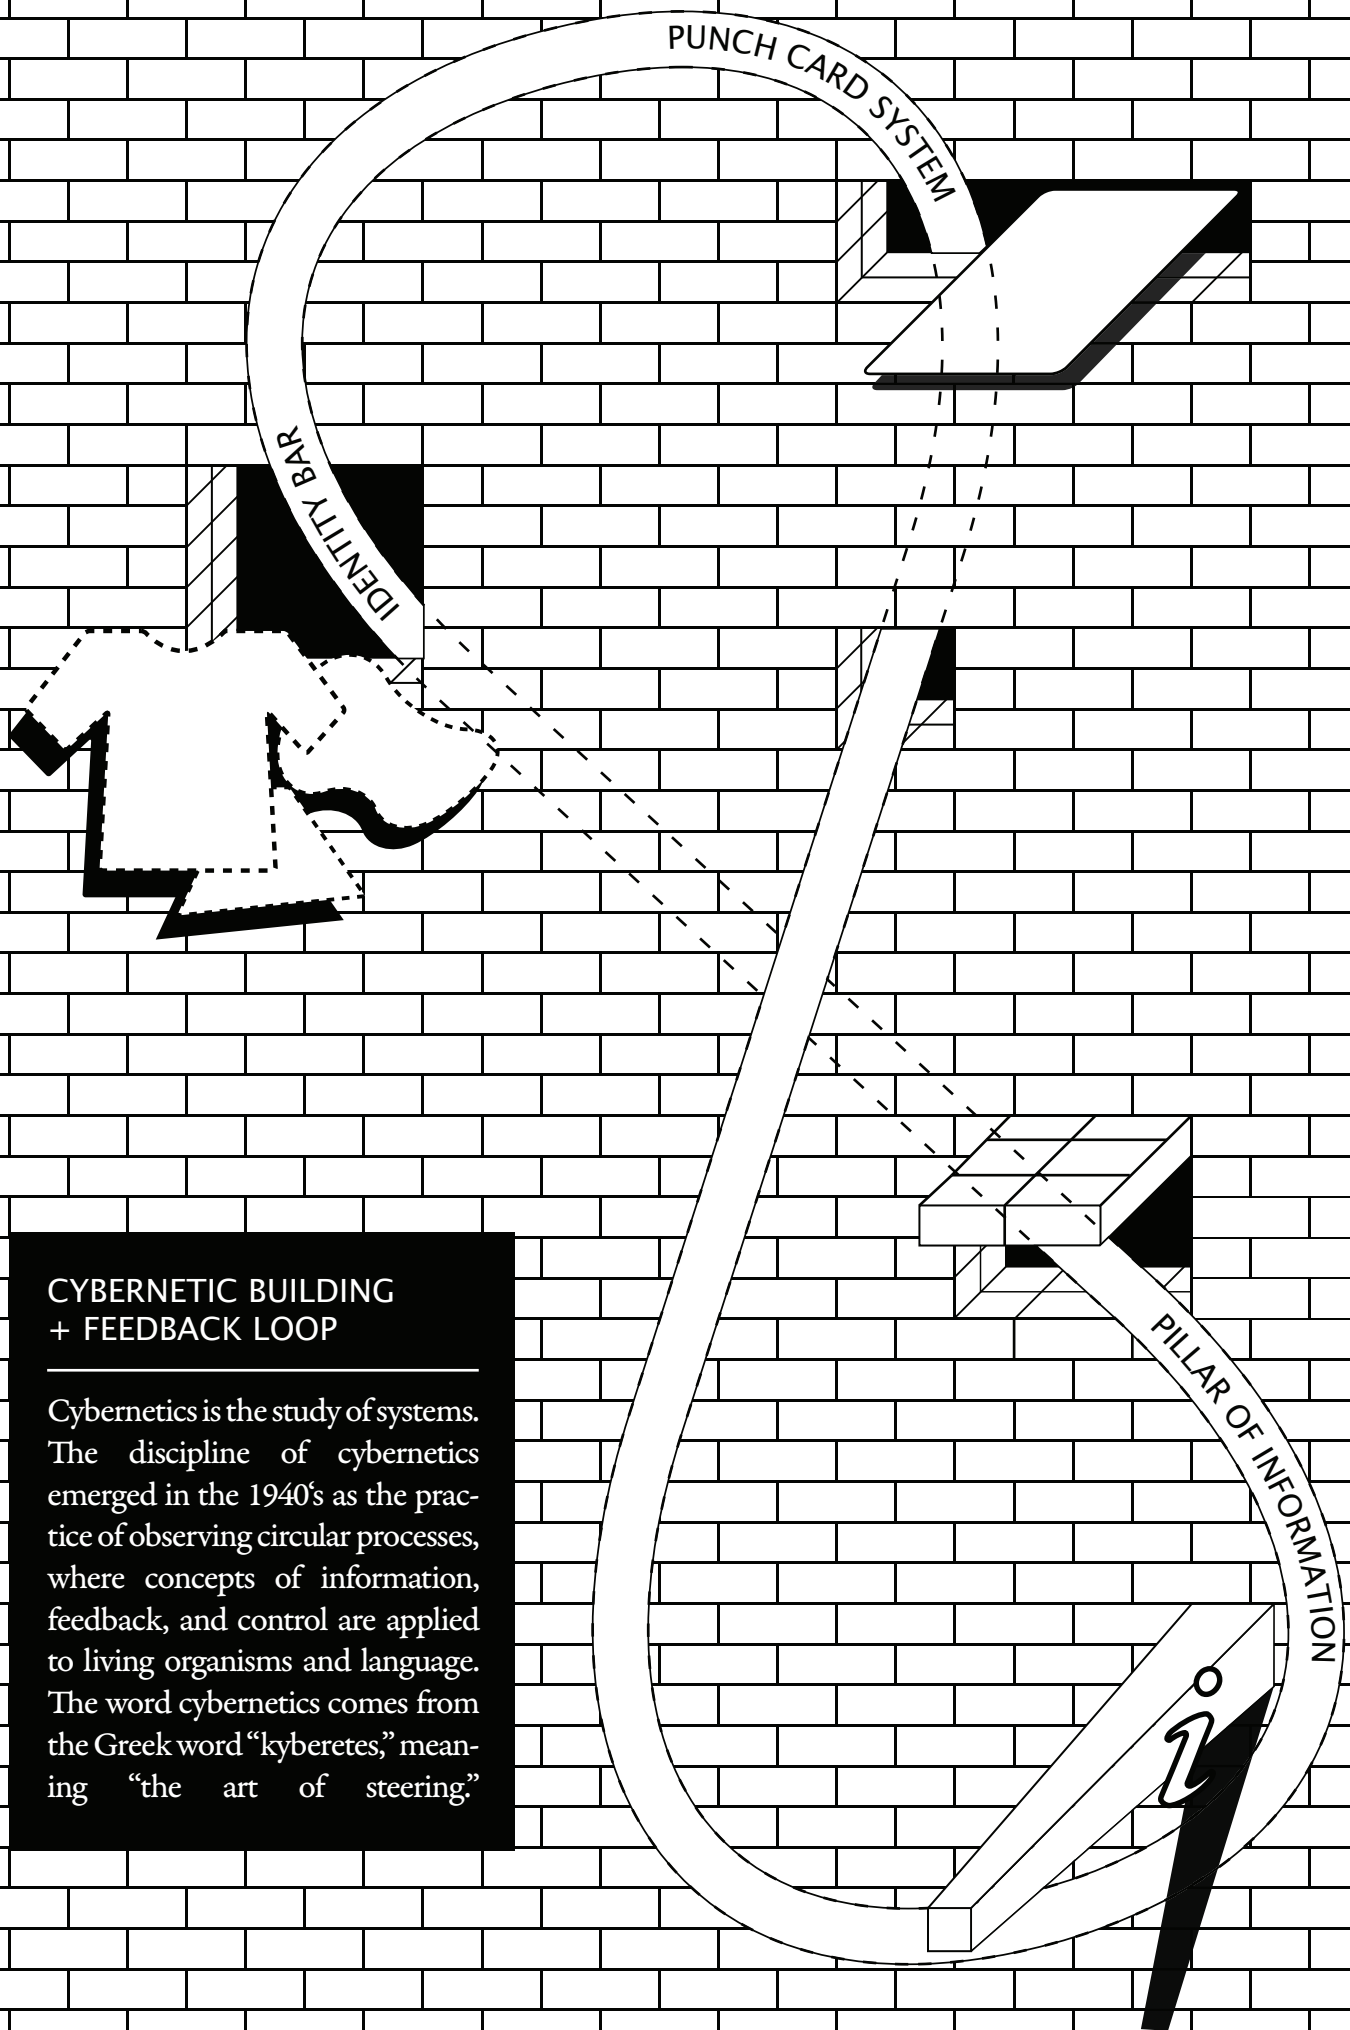 PUNCH CARD SYSTEM
IDENTITY BAR
CYBERNETIC BUILDING
+ FEEDBACK LOOP
Cybernetics is the study of systems.
The discipline of cybernetics
emerged in the 1940‘s as the prac-
tice of observing circular processes,
where concepts of information,
feedback, and control are applied
to living organisms and language.
The word cybernetics comes from
the Greek word “kyberetes,” mean-
ing “the art of steering.”
PILLAR OF INFORMATION
i